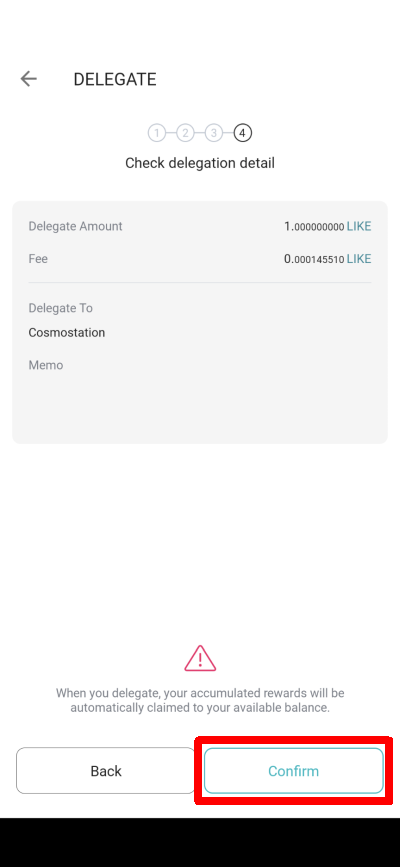 DELEGATE
1 2 3 4
Check delegation detail
Delegate Amount 1.000000000 LIKE
Fee 0.000145510 LIKE
Delegate To
Cosmostation
Memo
When you delegate, your accumulated rewards will be
automatically claimed to your available balance.
Back Confirm